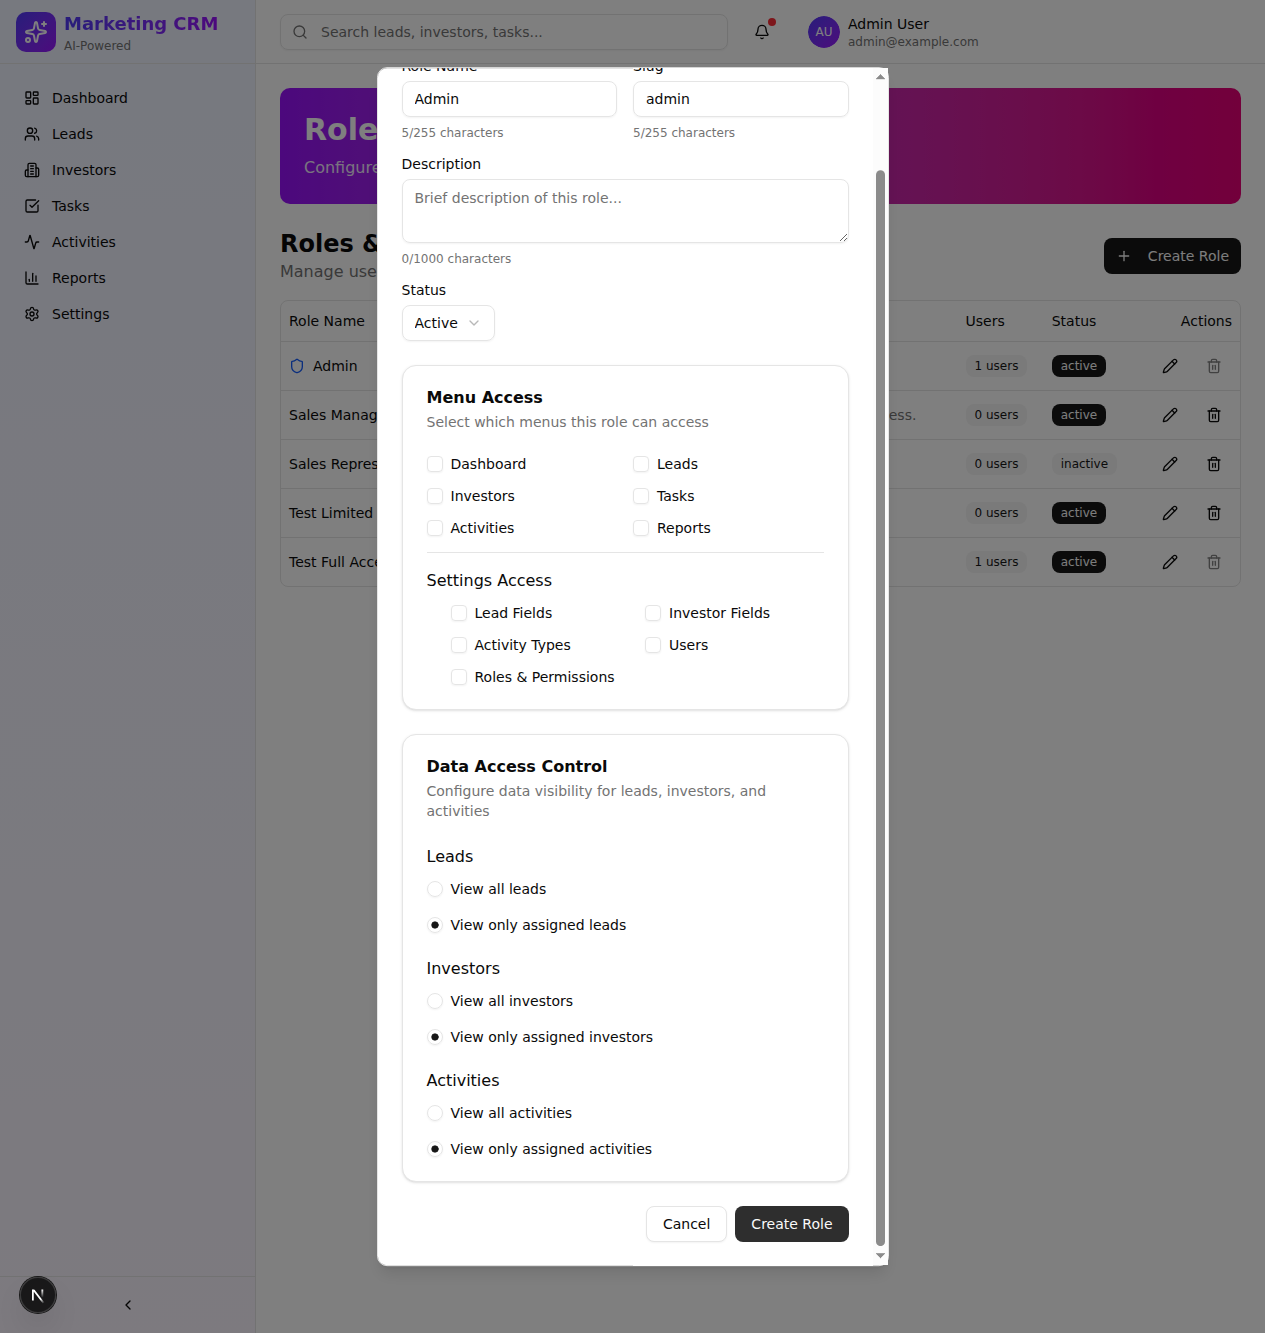 Marketing CRM
AI-Powered
Search leads, investors, tasks...
AU
Admin User
admin@example.com
Dashboard
Leads
Investors
Tasks
Activities
Reports
Settings
Role
Configure
Roles &
Manage use
Create Role
Role Name
Users
Status
Actions
Admin
1 users
active
Sales Manag
ess.
0 users
active
Sales Repres
0 users
inactive
Test Limited
0 users
active
Test Full Acce
1 users
active
Role Name
Slug
Admin
admin
5/255 characters
5/255 characters
Description
Brief description of this role...
0/1000 characters
Status
Active
Menu Access
Select which menus this role can access
Dashboard
Leads
Investors
Tasks
Activities
Reports
Settings Access
Lead Fields
Investor Fields
Activity Types
Users
Roles & Permissions
Data Access Control
Configure data visibility for leads, investors, and
activities
Leads
View all leads
View only assigned leads
Investors
View all investors
View only assigned investors
Activities
View all activities
View only assigned activities
Cancel
Create Role
N